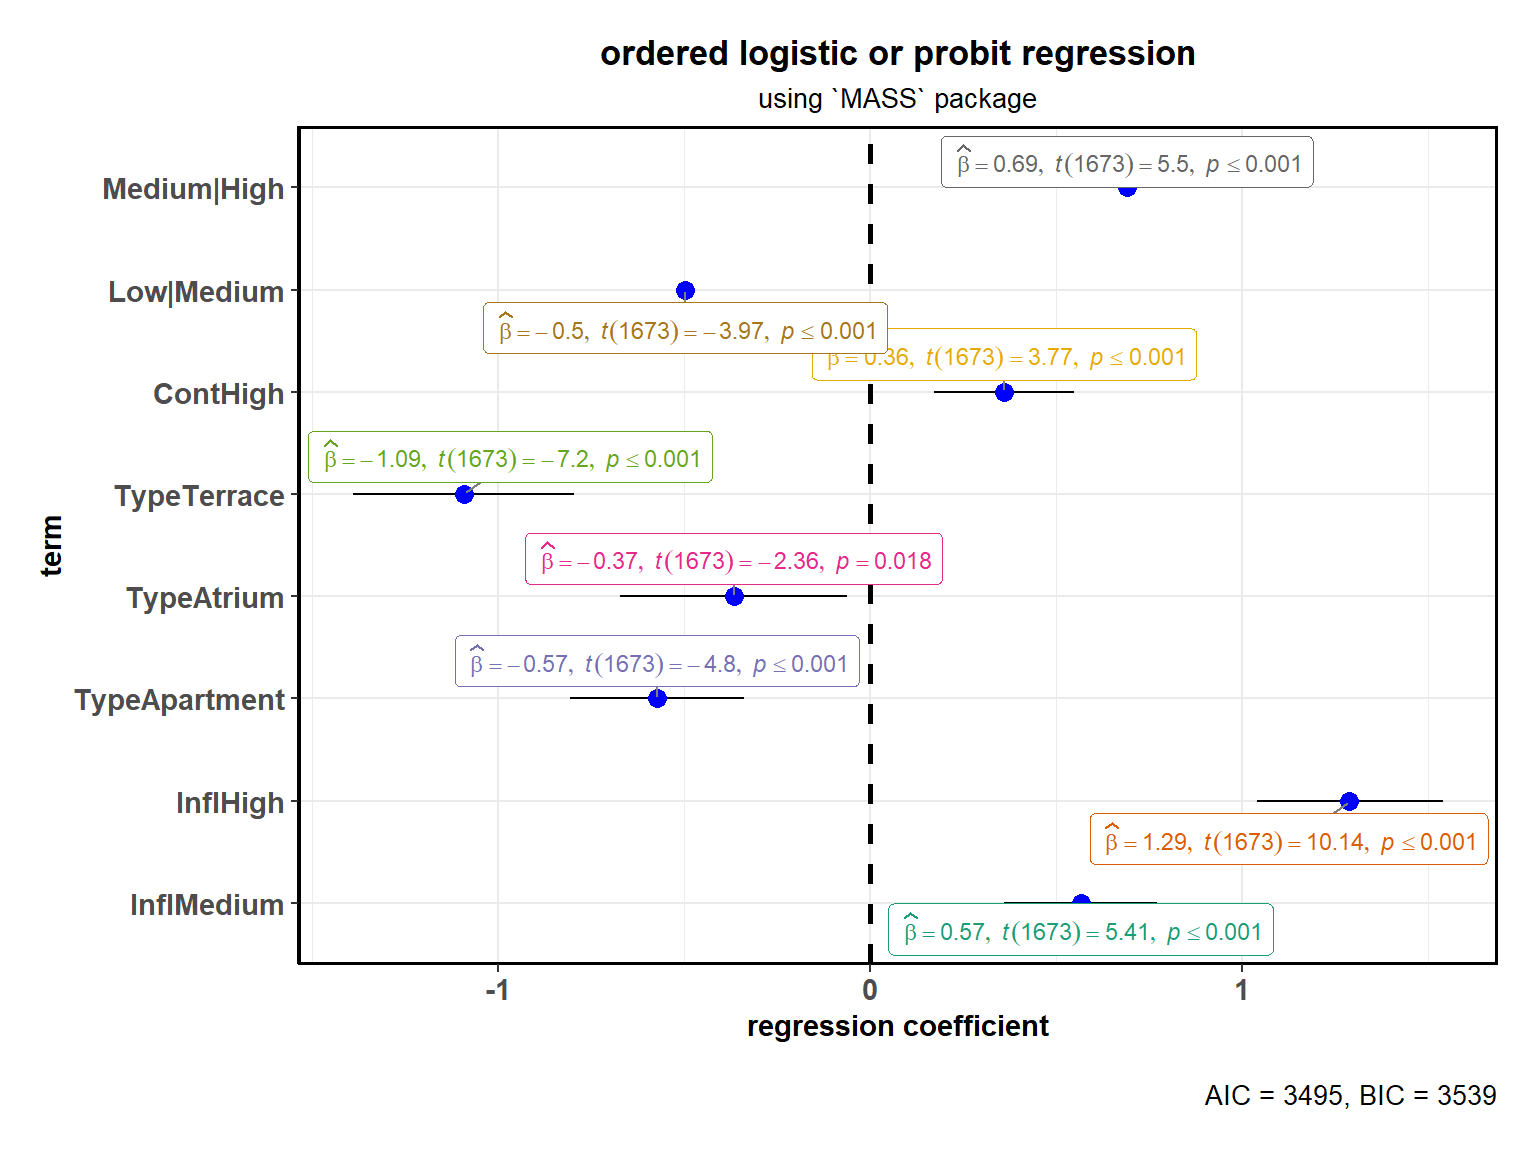 ordered logistic or probit regression
using `MASS` package
term
Medium|High
β̂ = 0.69, t(1673) = 5.5, p ≤ 0.001
Low|Medium
β̂ = −0.5, t(1673) = −3.97, p ≤ 0.001
β = 0.36, t(1673) = 3.77, p ≤ 0.001
ContHigh
β̂ = −1.09, t(1673) = −7.2, p ≤ 0.001
TypeTerrace
β̂ = −0.37, t(1673) = −2.36, p = 0.018
TypeAtrium
β̂ = −0.57, t(1673) = −4.8, p ≤ 0.001
TypeApartment
InflHigh
β̂ = 1.29, t(1673) = 10.14, p ≤ 0.001
InflMedium
β̂ = 0.57, t(1673) = 5.41, p ≤ 0.001
-1 0 1
regression coefficient
AIC = 3495, BIC = 3539